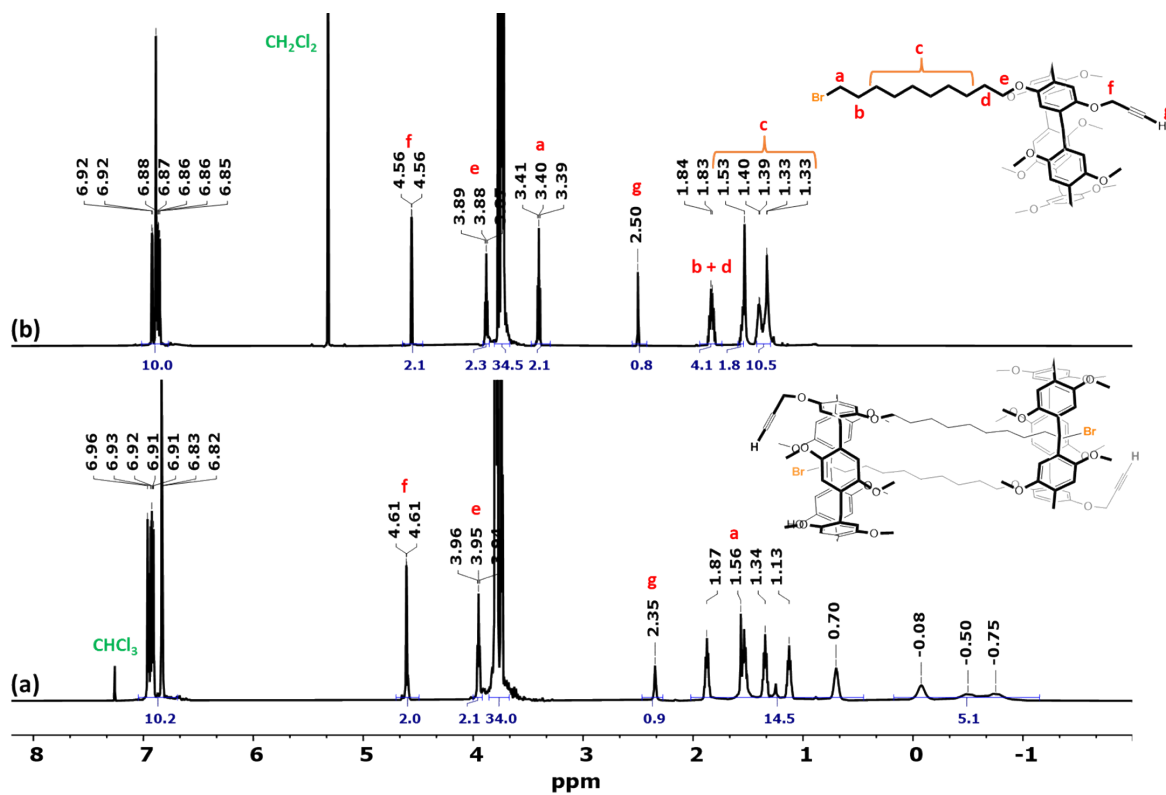 CH2Cl2
c
a
b
Br
d
e
O
f
g
H
O
O
O
O
O
O
O
O
6.92
6.92
6.88
6.87
6.86
6.86
6.85
f
4.56
4.56
e
3.89
3.88
a
3.41
3.40
3.39
g
2.50
c
1.84
1.83
1.53
1.40
1.39
1.33
1.33
b + d
(b)
10.0
2.1
2.3
34.5
2.1
0.8
4.1
1.8
10.5
H
O
O
Br
O
O
HO
O
O
O
Br
O
O
O
H
CHCl3
6.96
6.93
6.92
6.91
6.91
6.83
6.82
f
4.61
4.61
e
3.96
3.95
g
2.35
a
1.87
1.56
1.34
1.13
0.70
-0.08
-0.50
-0.75
(a)
10.2
2.0
2.1
34.0
0.9
14.5
5.1
8 7 6 5 4 3 2 1 0 -1
ppm